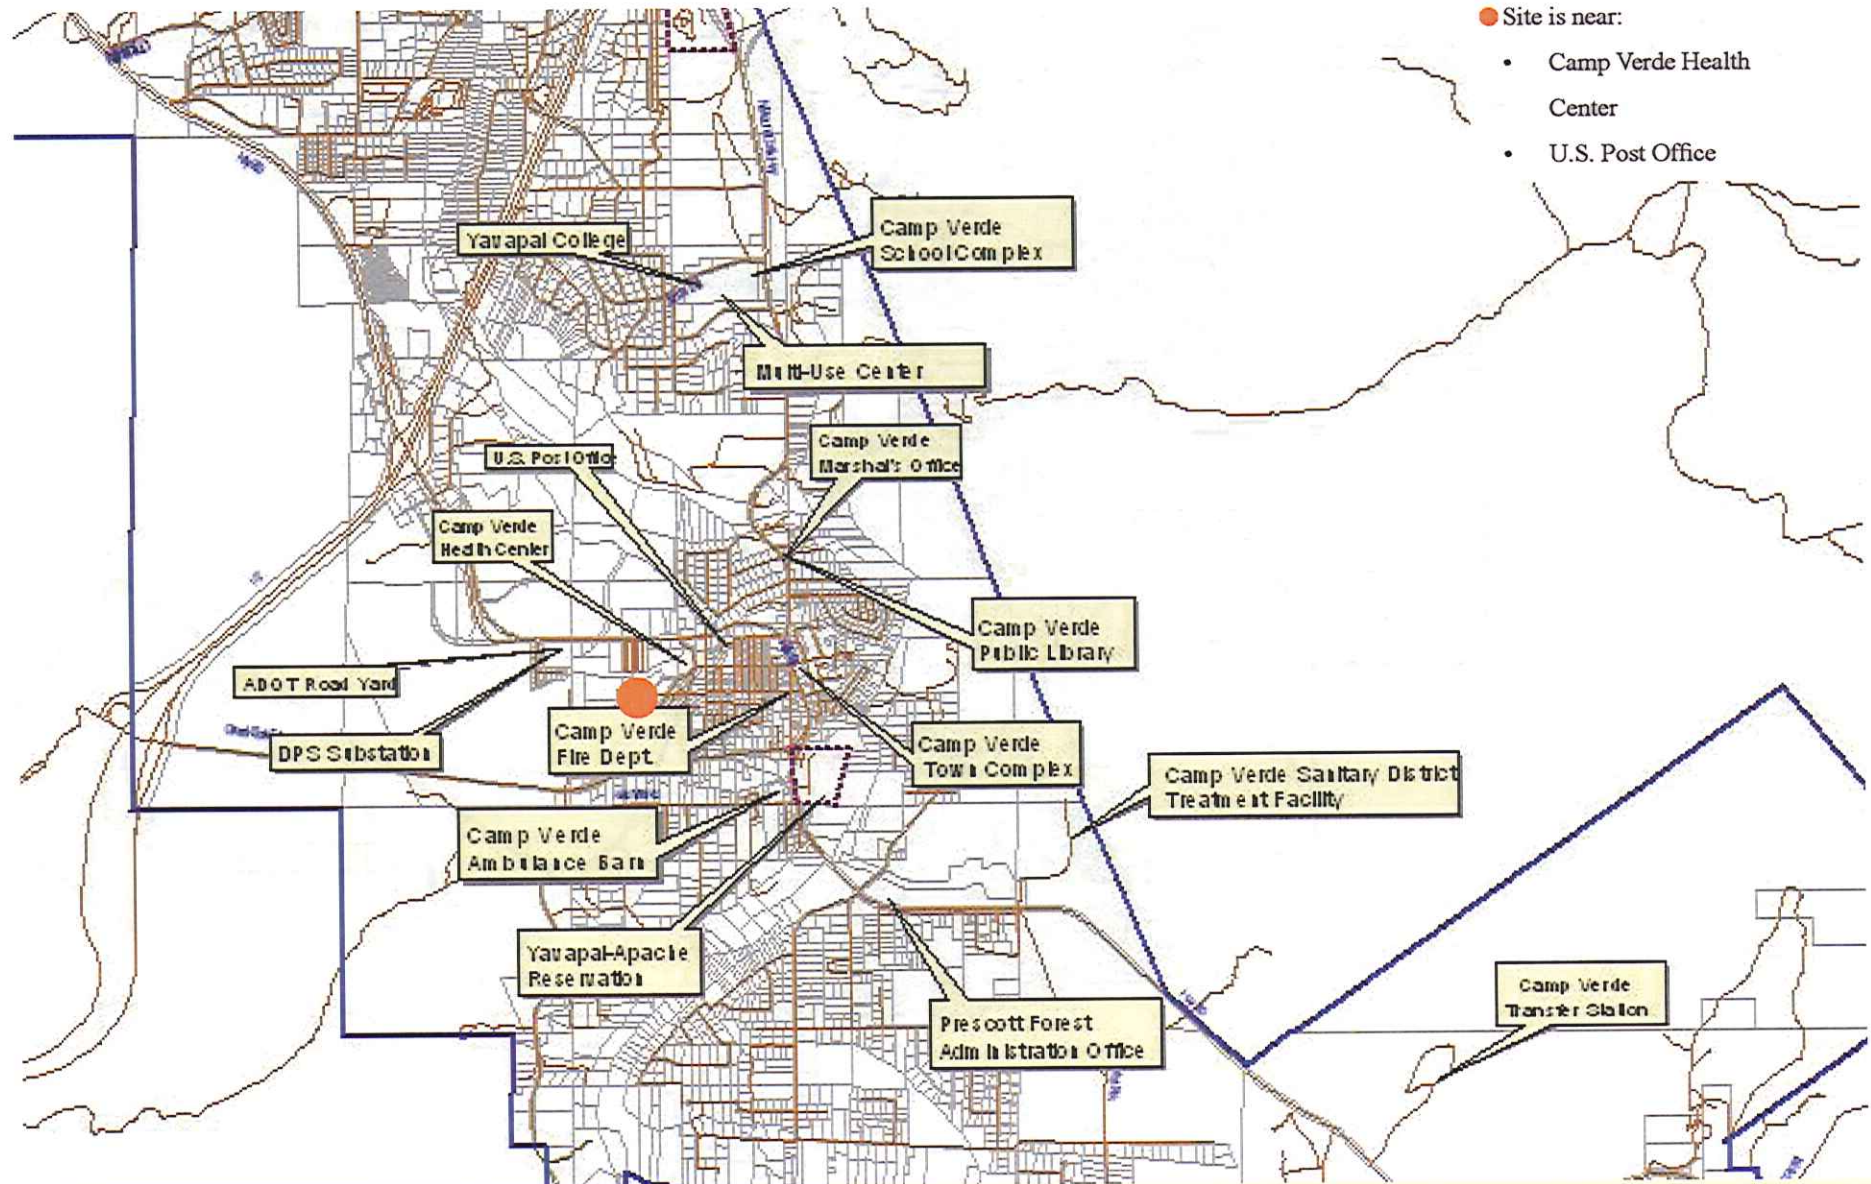 Site is near:
• Camp Verde Health
Center
• U.S. Post Office
Yavapai College
Camp Verde
School Complex
Multi-Use Center
U.S. Post Office
Camp Verde
Marshal's Office
Camp Verde
Health Center
Camp Verde
Public Library
ADOT Road Yard
DPS Substation
Camp Verde
Fire Dept.
Camp Verde
Town Complex
Camp Verde Sanitary District
Treatment Facility
Camp Verde
Ambulance Barn
Yavapai-Apache
Reservation
Prescott Forest
Administration Office
Camp Verde
Transfer Station